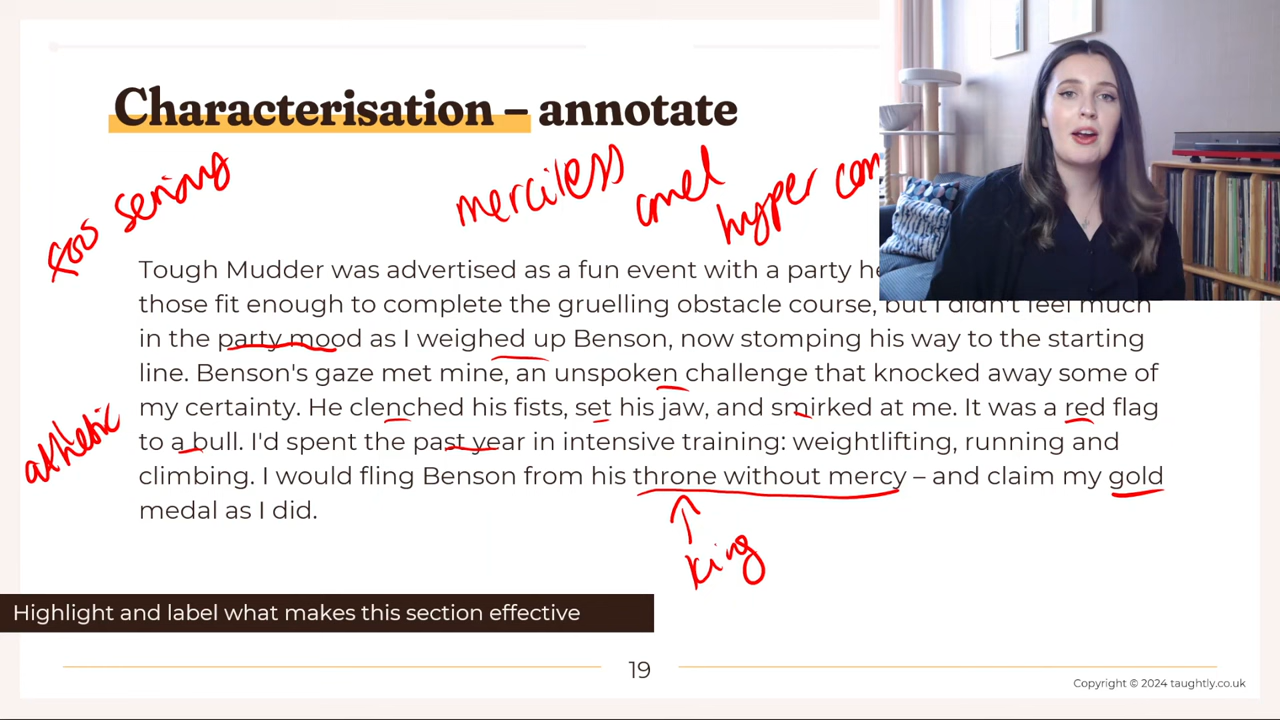 Characterisation – annotate
too serious
merciless
cruel
hyper com
Tough Mudder was advertised as a fun event with a party he
those fit enough to complete the gruelling obstacle course, but I didn't feel much
in the party mood as I weighed up Benson, now stomping his way to the starting
line. Benson's gaze met mine, an unspoken challenge that knocked away some of
my certainty. He clenched his fists, set his jaw, and smirked at me. It was a red flag
athletic
to a bull. I'd spent the past year in intensive training: weightlifting, running and
climbing. I would fling Benson from his throne without mercy – and claim my gold
medal as I did.
king
Highlight and label what makes this section effective
19
Copyright © 2024 taughtly.co.uk